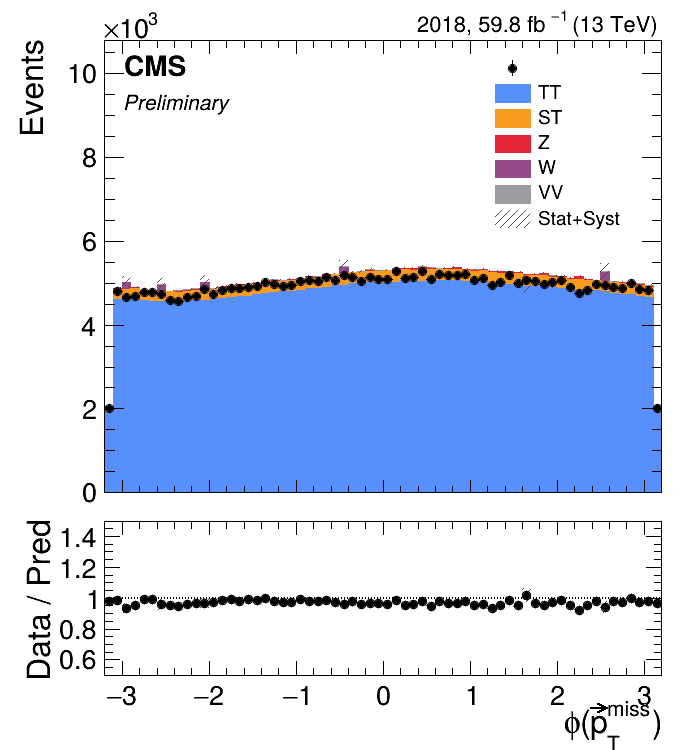 ×10³
2018, 59.8 fb⁻¹ (13 TeV)
Events
CMS
Preliminary
TT
ST
Z
W
VV
Stat+Syst
10
8
6
4
2
0
Data / Pred
1.4
1.2
1
0.8
0.6
−3 −2 −1 0 1 2 3
ϕ(p⃗_T^miss)